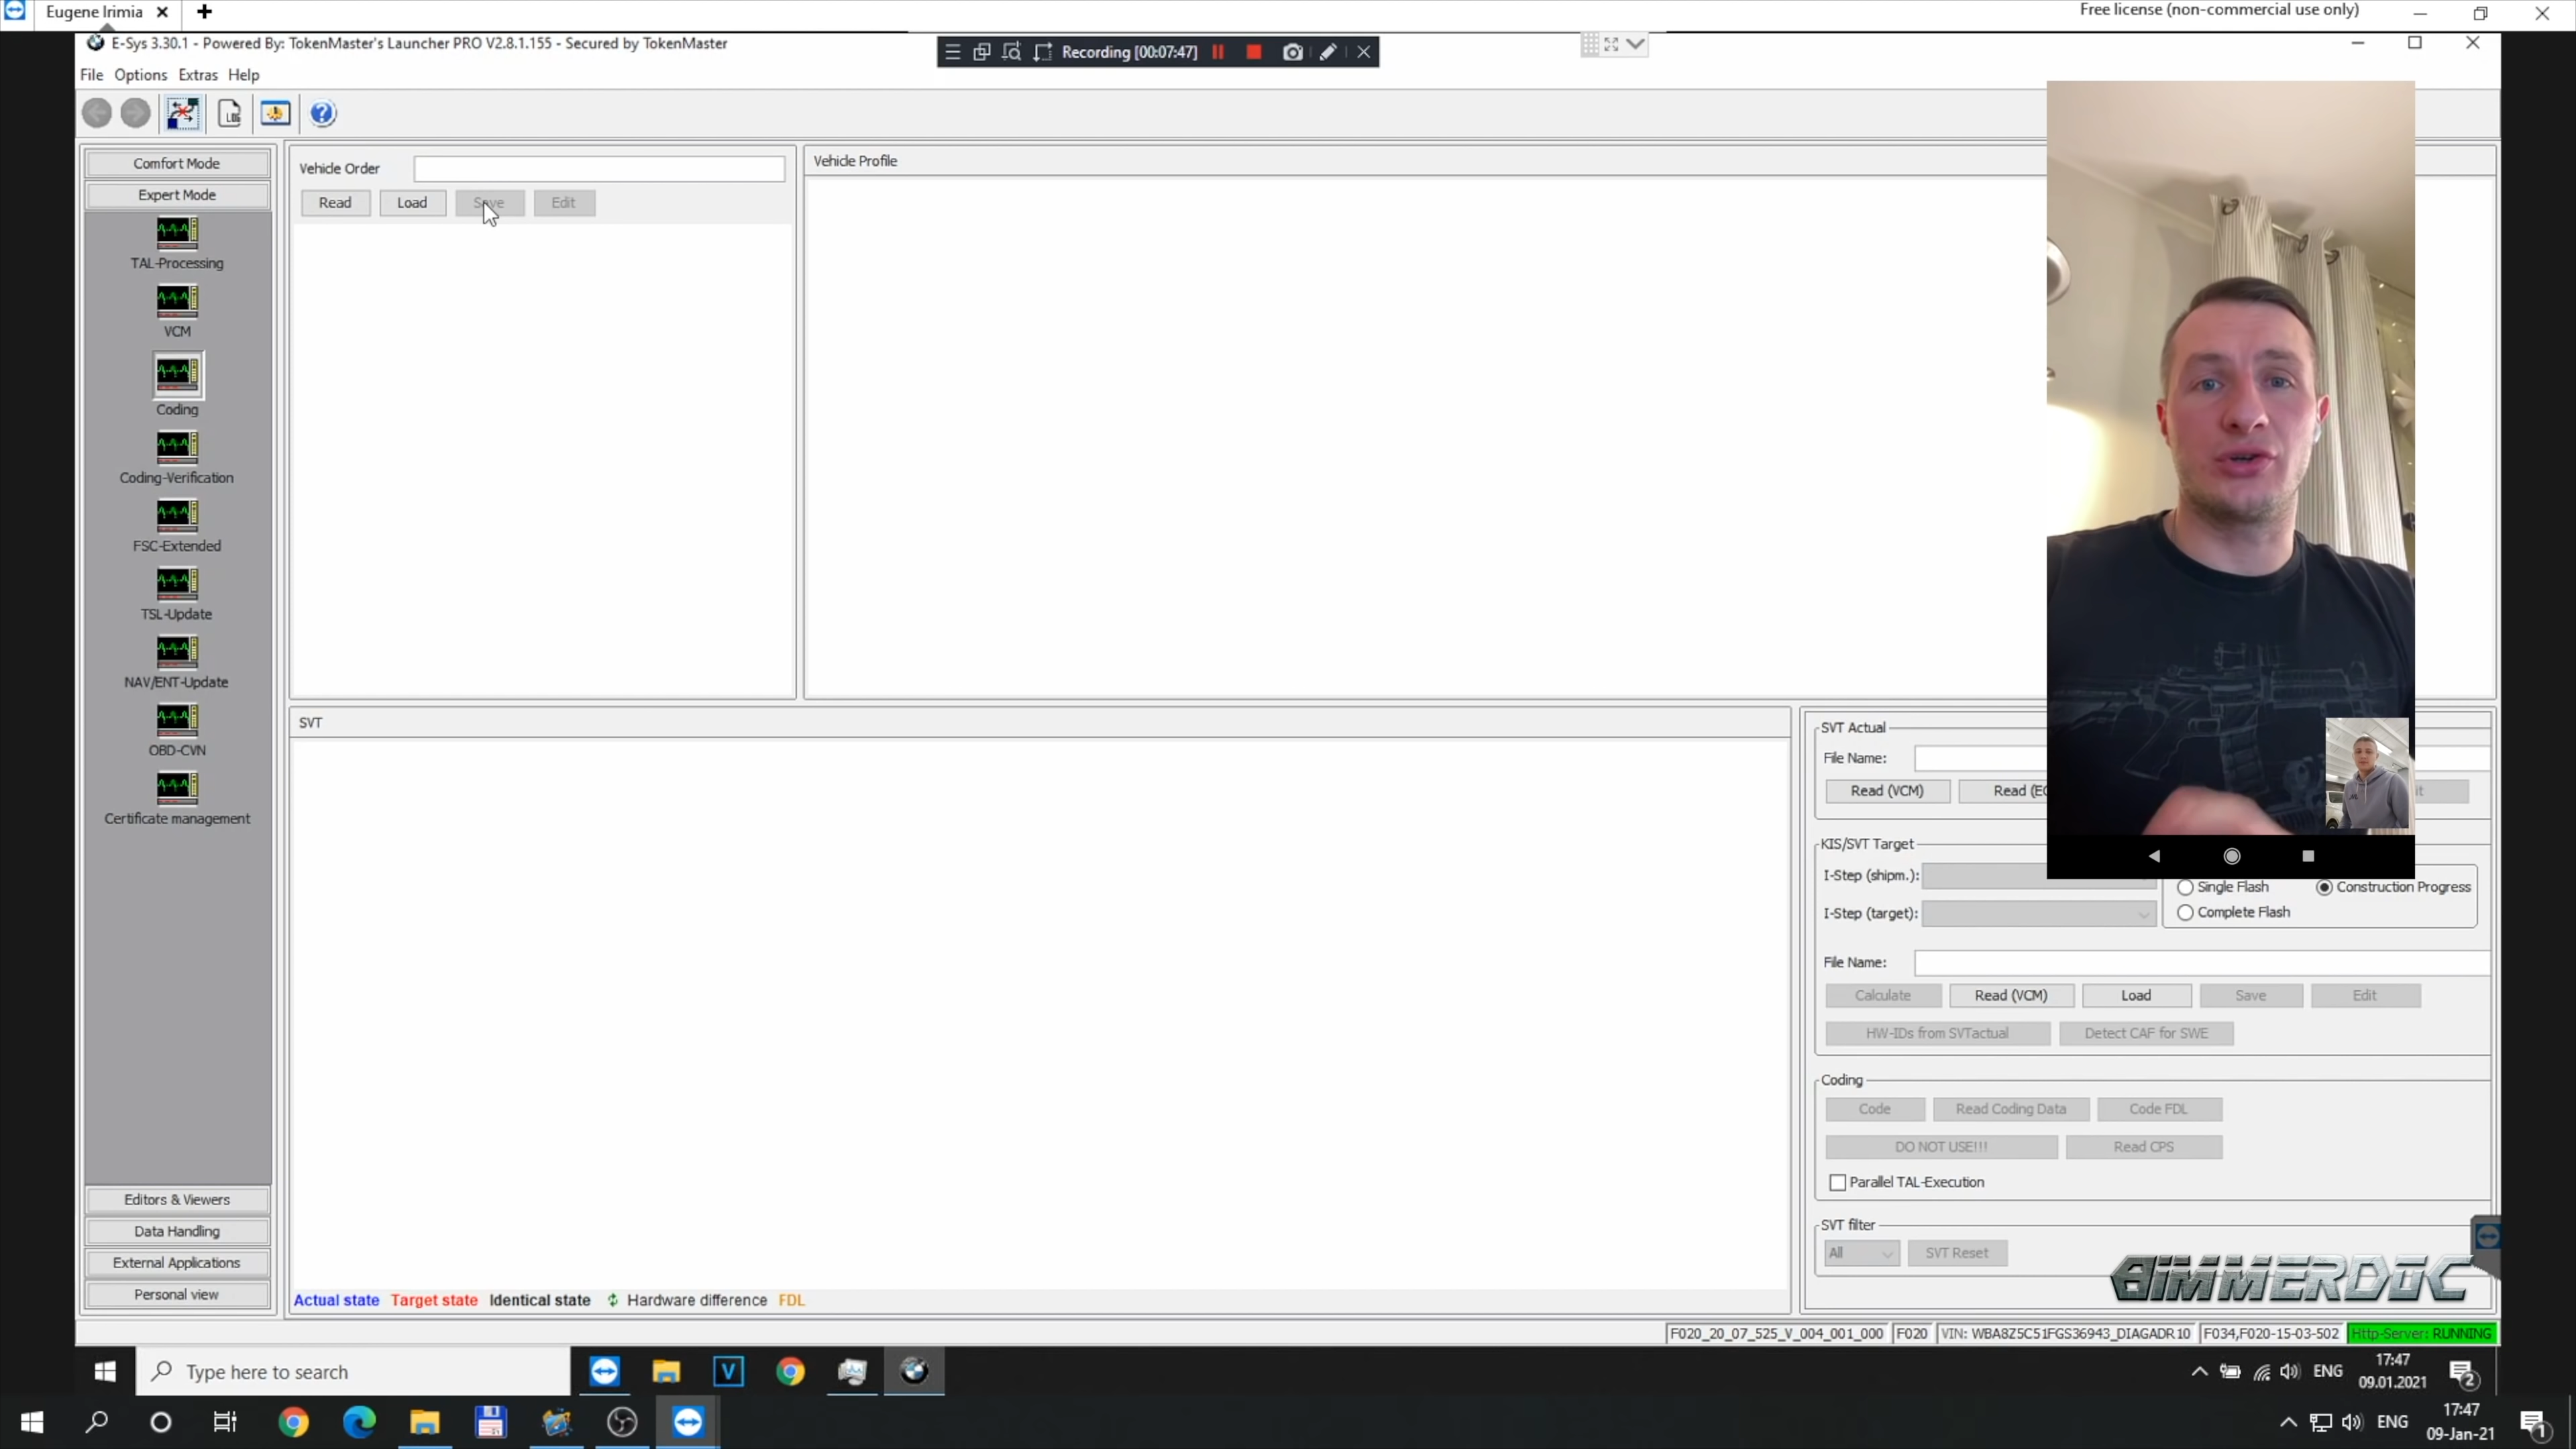 Eugene Irimia
Free license (non-commercial use only)
E-Sys 3.30.1 - Powered By: TokenMaster's Launcher PRO V2.8.1.155 - Secured by TokenMaster
Recording [00:07:47]
File Options Extras Help
LOG
Comfort Mode
Expert Mode
TAL-Processing
VCM
Coding
Coding-Verification
FSC-Extended
TSL-Update
NAV/ENT-Update
OBD-CVN
Certificate management
Editors & Viewers
Data Handling
External Applications
Personal view
Vehicle Order
Read Load Save Edit
Vehicle Profile
SVT
Actual state Target state Identical state Hardware difference FDL
SVT Actual
File Name:
Read (VCM)
KIS/SVT Target
I-Step (shipm.):
Single Flash Construction Progress
I-Step (target):
Complete Flash
File Name:
Calculate Read (VCM) Load Save Edit
HW-IDs from SVTactual Detect CAF for SWE
Coding
Code Read Coding Data Code FDL
DO NOT USE!!! Read CPS
Parallel TAL-Execution
SVT filter
All SVT Reset
BIMMERDOC
F020_20_07_525_V_004_001_000 F020 VIN: WBA8Z5C51FGS36943_DIAGADR10 F034,F020-15-03-502 Http-Server: RUNNING
Type here to search
V
ENG
17:47
09.01.2021
2
ENG
17:47
09-Jan-21
1